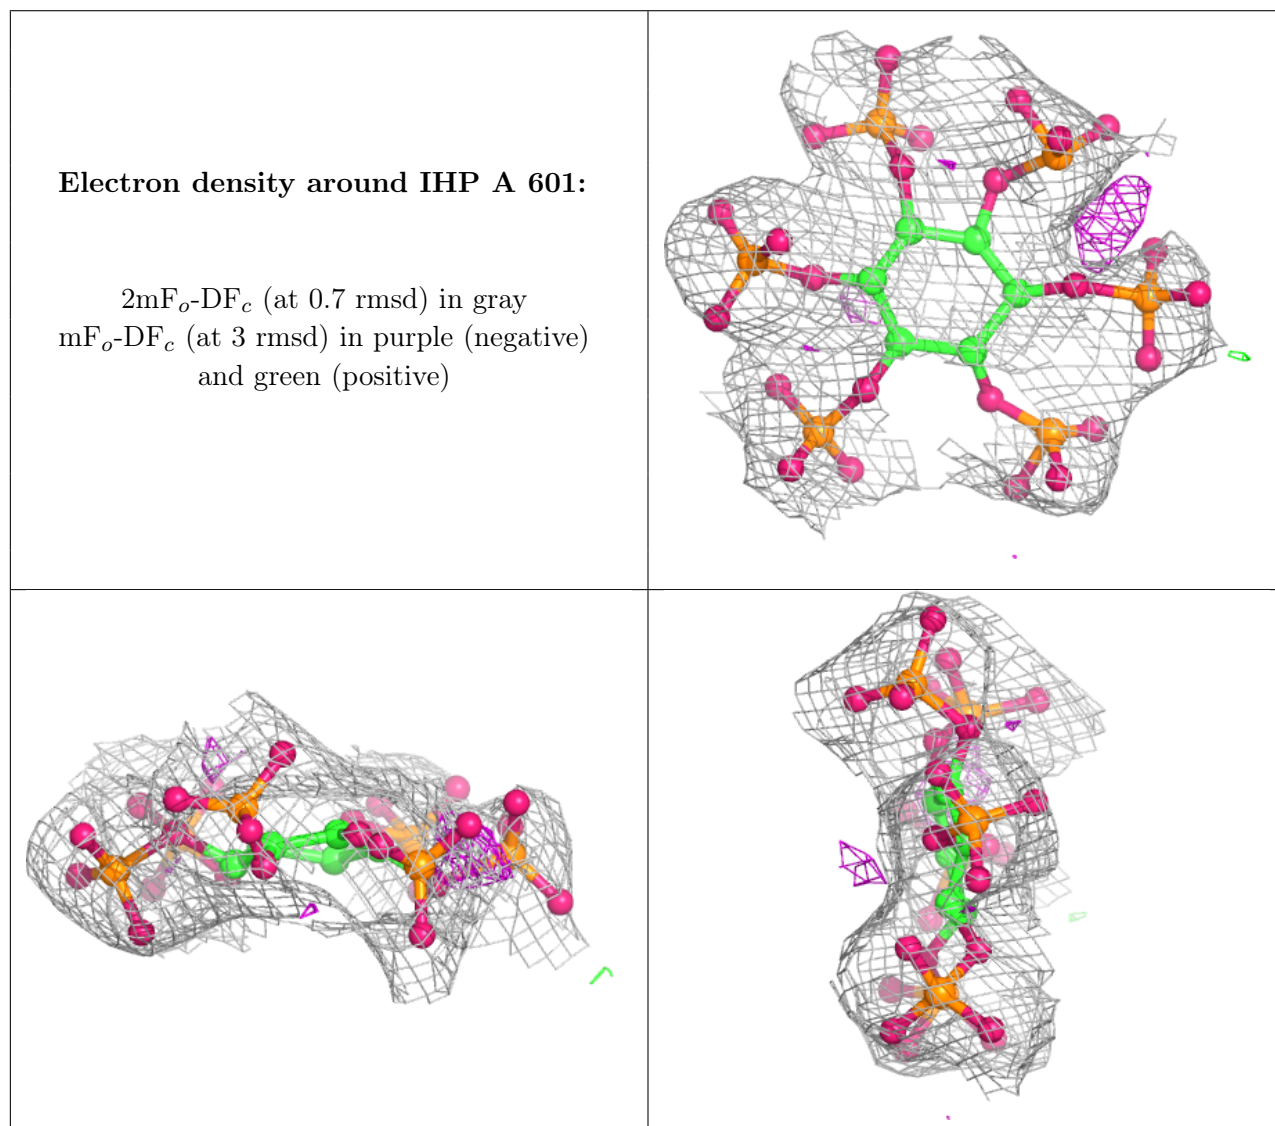 Electron density around IHP A 601:
2mFo-DFc (at 0.7 rmsd) in gray
mFo-DFc (at 3 rmsd) in purple (negative)
and green (positive)